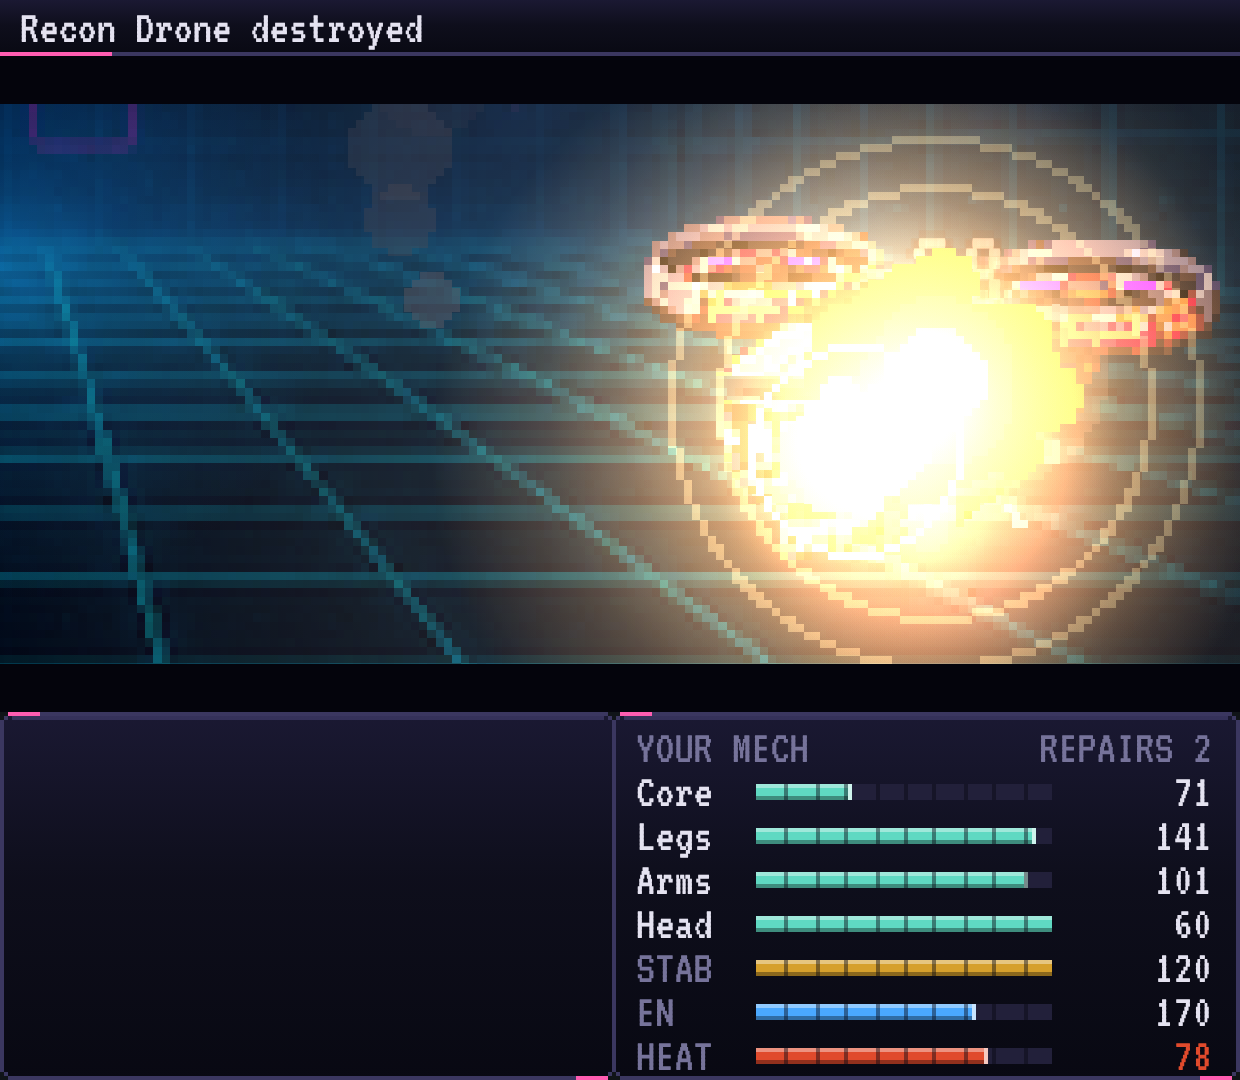 Recon Drone destroyed
YOUR MECH REPAIRS 2
Core 71
Legs 141
Arms 101
Head 60
STAB 120
EN 170
HEAT 78